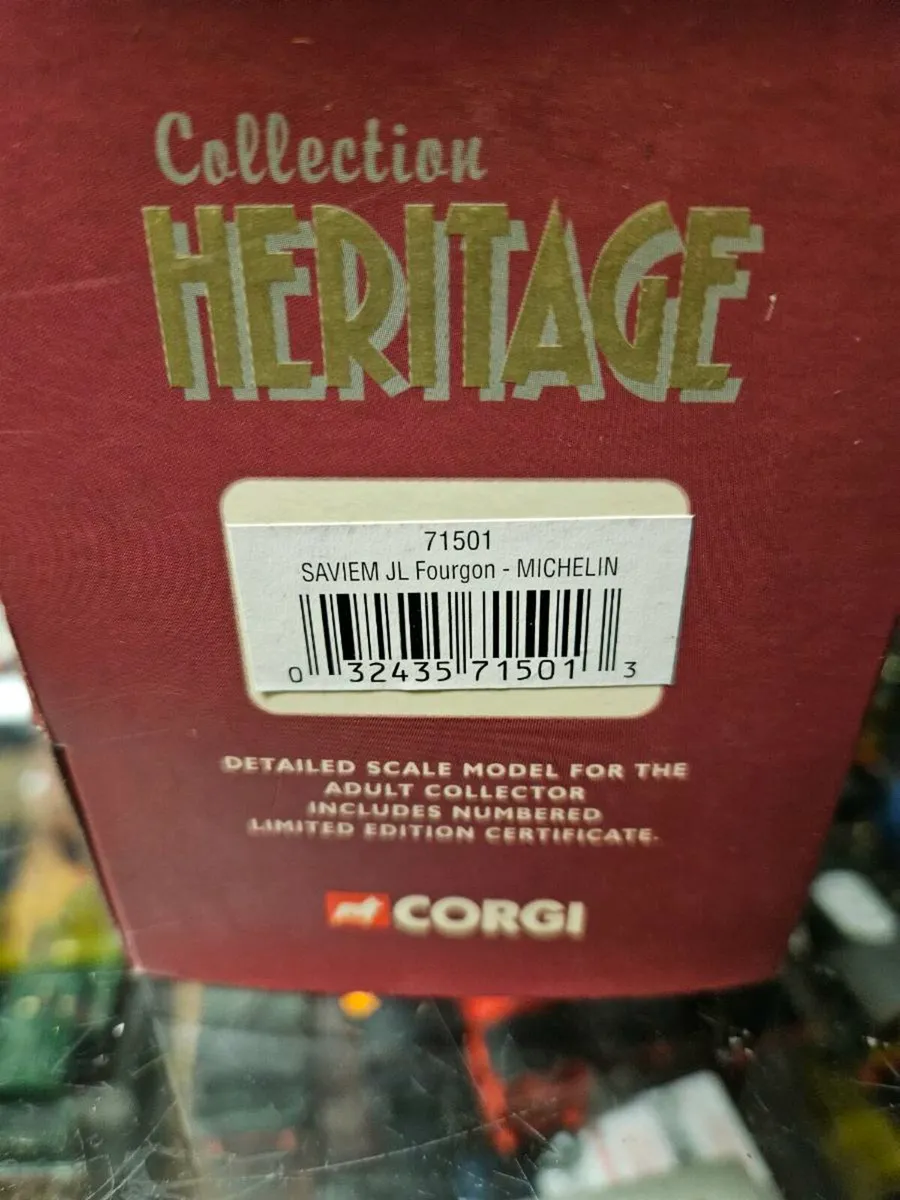 Collection
HERITAGE
71501
SAVIEM JL Fourgon - MICHELIN
0 32435 71501 3
DETAILED SCALE MODEL FOR THE
ADULT COLLECTOR
INCLUDES NUMBERED
LIMITED EDITION CERTIFICATE.
CORGI